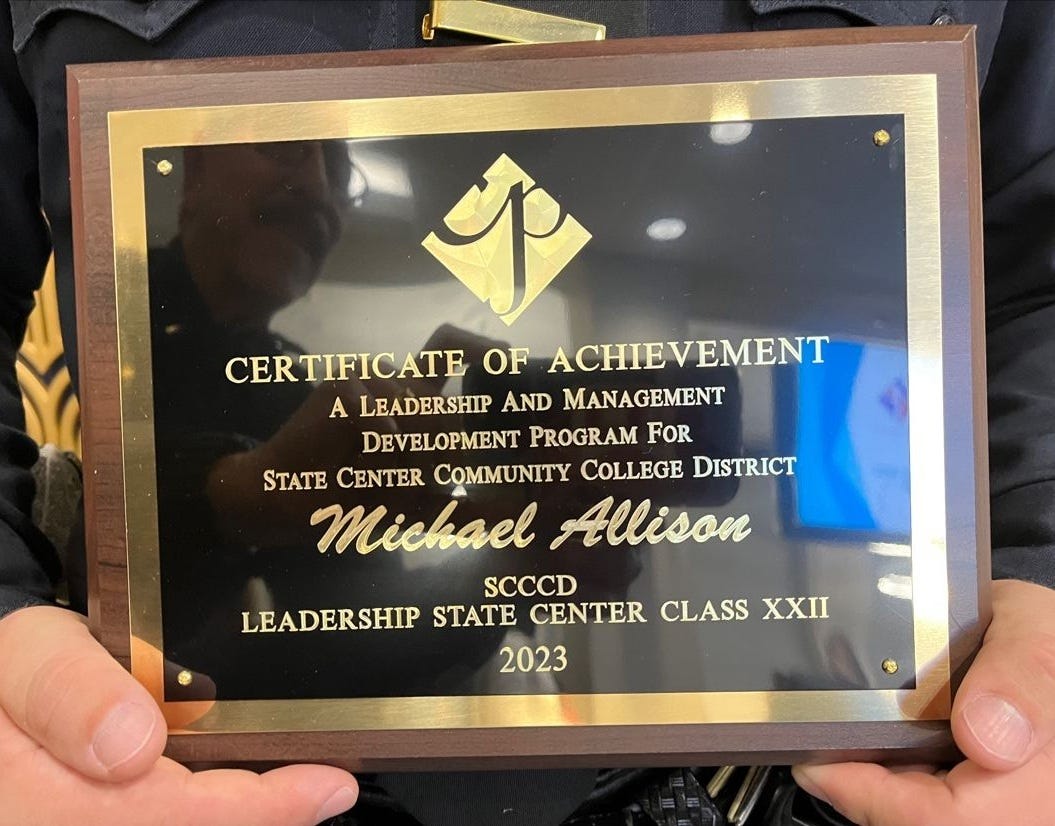 CERTIFICATE OF ACHIEVEMENT
A LEADERSHIP AND MANAGEMENT
DEVELOPMENT PROGRAM FOR
STATE CENTER COMMUNITY COLLEGE DISTRICT
Michael Allison
SCCCD
LEADERSHIP STATE CENTER CLASS XXII
2023